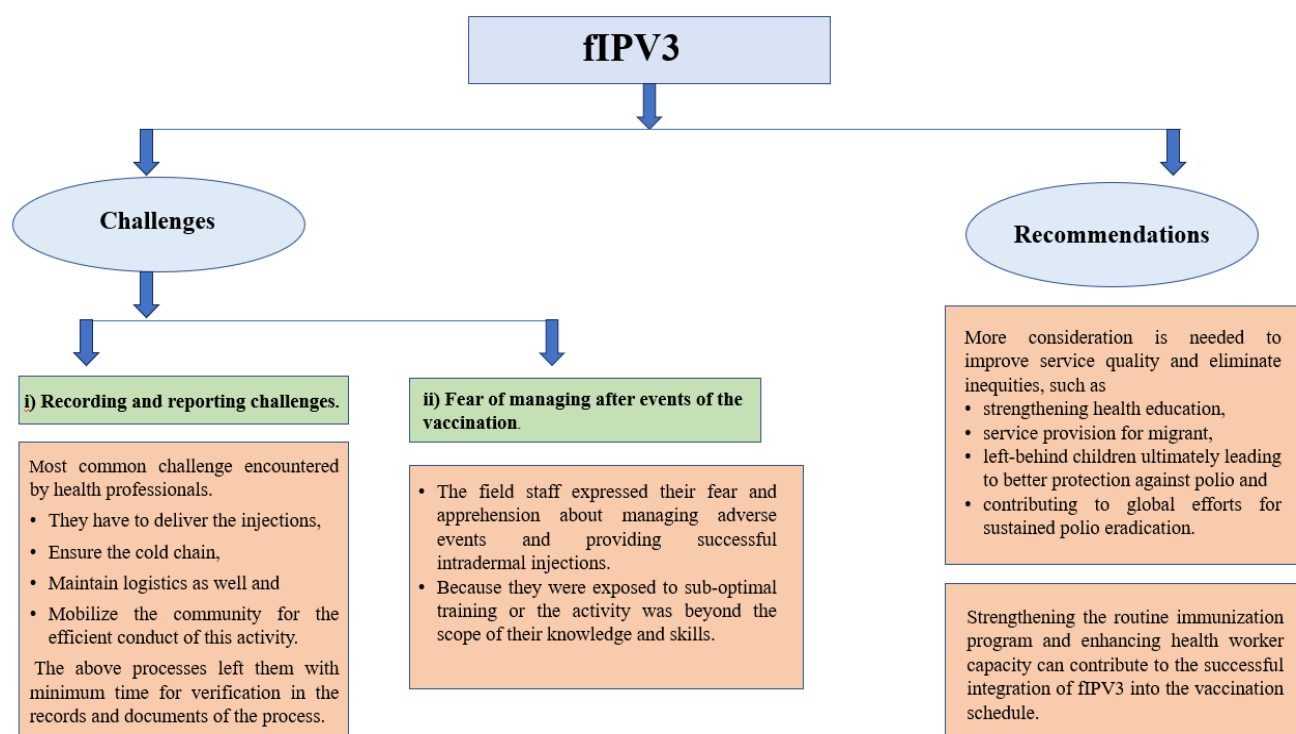 fIPV3
Challenges
Recommendations
i) Recording and reporting challenges.
Most common challenge encountered
by health professionals.
• They have to deliver the injections,
• Ensure the cold chain,
• Maintain logistics as well and
• Mobilize the community for the
efficient conduct of this activity.
The above processes left them with
minimum time for verification in the
records and documents of the process.
ii) Fear of managing after events of the
vaccination.
• The field staff expressed their fear and
apprehension about managing adverse
events and providing successful
intradermal injections.
• Because they were exposed to sub-optimal
training or the activity was beyond the
scope of their knowledge and skills.
More consideration is needed to
improve service quality and eliminate
inequities, such as
• strengthening health education,
• service provision for migrant,
• left-behind children ultimately leading
to better protection against polio and
• contributing to global efforts for
sustained polio eradication.
Strengthening the routine immunization
program and enhancing health worker
capacity can contribute to the successful
integration of fIPV3 into the vaccination
schedule.